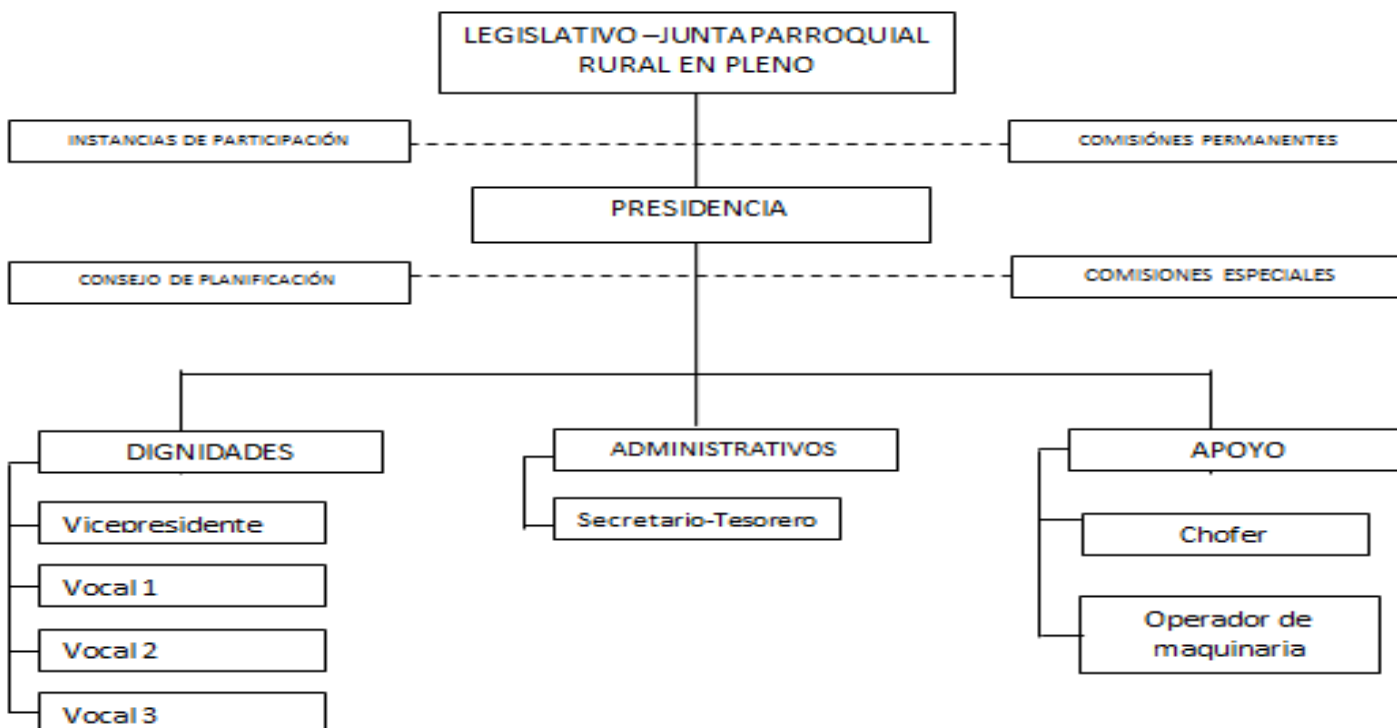 LEGISLATIVO –JUNTA PARROQUIAL
RURAL EN PLENO
INSTANCIAS DE PARTICIPACIÓN
COMISIÓNES PERMANENTES
PRESIDENCIA
CONSEJO DE PLANIFICACIÓN
COMISIONES ESPECIALES
DIGNIDADES
Vicepresidente
Vocal 1
Vocal 2
Vocal 3
ADMINISTRATIVOS
Secretario-Tesorero
APOYO
Chofer
Operador de
maquinaria